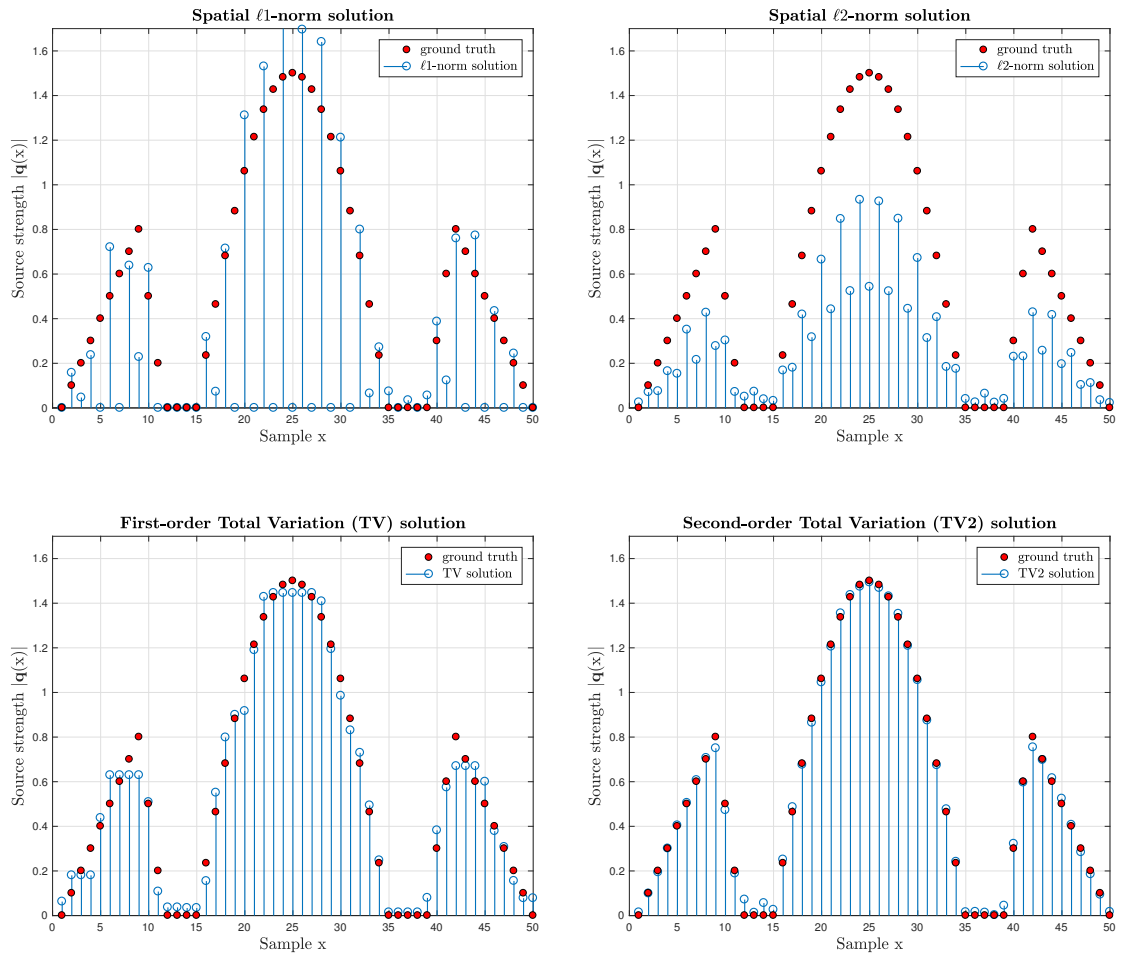 Spatial ℓ1-norm solution
ground truth
ℓ1-norm solution
1.6
1.4
1.2
1
0.8
0.6
0.4
0.2
0
Source strength |q(x)|
0 5 10 15 20 25 30 35 40 45 50
Sample x
Spatial ℓ2-norm solution
ground truth
ℓ2-norm solution
1.6
1.4
1.2
1
0.8
0.6
0.4
0.2
0
Source strength |q(x)|
0 5 10 15 20 25 30 35 40 45 50
Sample x
First-order Total Variation (TV) solution
ground truth
TV solution
1.6
1.4
1.2
1
0.8
0.6
0.4
0.2
0
Source strength |q(x)|
0 5 10 15 20 25 30 35 40 45 50
Sample x
Second-order Total Variation (TV2) solution
ground truth
TV2 solution
1.6
1.4
1.2
1
0.8
0.6
0.4
0.2
0
Source strength |q(x)|
0 5 10 15 20 25 30 35 40 45 50
Sample x